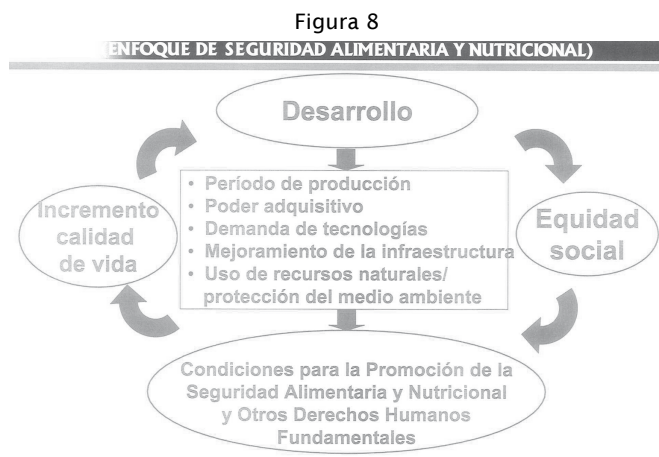 Figura 8
ENFOQUE DE SEGURIDAD ALIMENTARIA Y NUTRICIONAL)
Desarrollo
• Período de producción
• Poder adquisitivo
• Demanda de tecnologías
• Mejoramiento de la infraestructura
• Uso de recursos naturales/
protección del medio ambiente
Incremento
calidad
de vida
Equidad
social
Condiciones para la Promoción de la
Seguridad Alimentaria y Nutricional
y Otros Derechos Humanos
Fundamentales